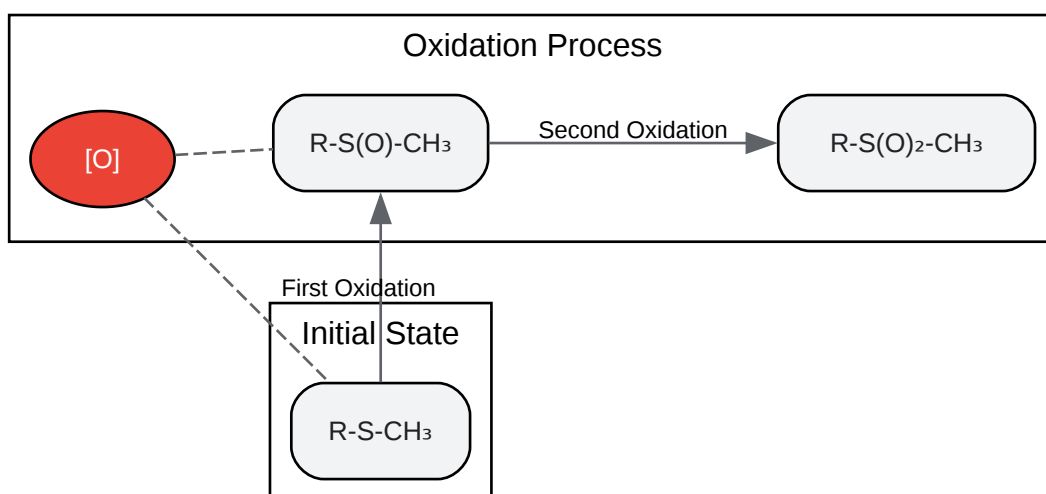 Oxidation Process
[O]
R-S(O)-CH₃
Second Oxidation
R-S(O)₂-CH₃
First Oxidation
Initial State
R-S-CH₃